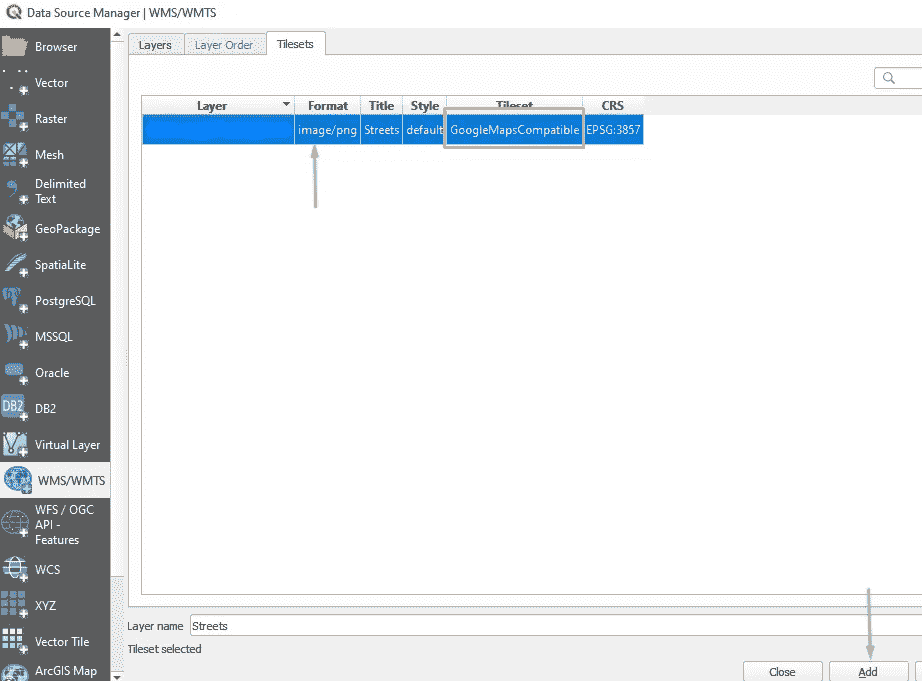 Data Source Manager | WMS/WMTS
Browser
Vector
Raster
Mesh
Delimited
Text
GeoPackage
SpatiaLite
PostgreSQL
MSSQL
Oracle
DB2
DB2
Virtual Layer
WMS/WMTS
WFS / OGC
API -
Features
WCS
XYZ
Vector Tile
ArcGIS Map
Layers Layer Order Tilesets
Layer Format Title Style Tileset CRS
image/png Streets default GoogleMapsCompatible EPSG:3857
Layer name Streets
Tileset selected
Close Add